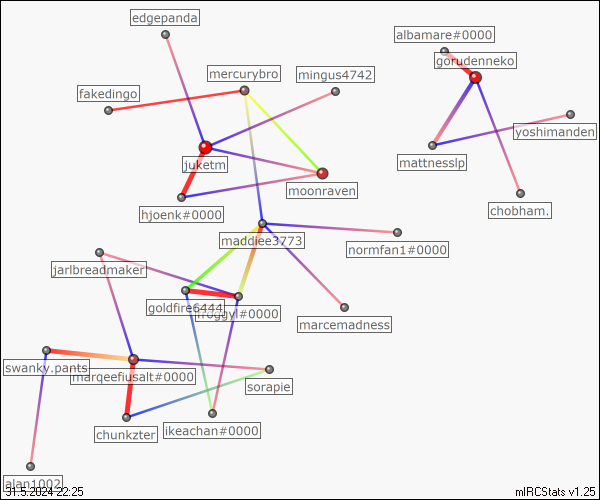 edgepanda
albamare#0000
gorudenneko
mercurybro
mingus4742
fakedingo
yoshimanden
juketm
mattnesslp
moonraven
hjoenk#0000
chobham.
maddiee3773
normfan1#0000
jarlbreadmaker
goldfire6444
froggyl#0000
marcemadness
swanky.pants
marqeefiusalt#0000
sorapie
chunkzter
ikeachan#0000
alan1002
31.5.2024 22:25
mIRCStats v1.25